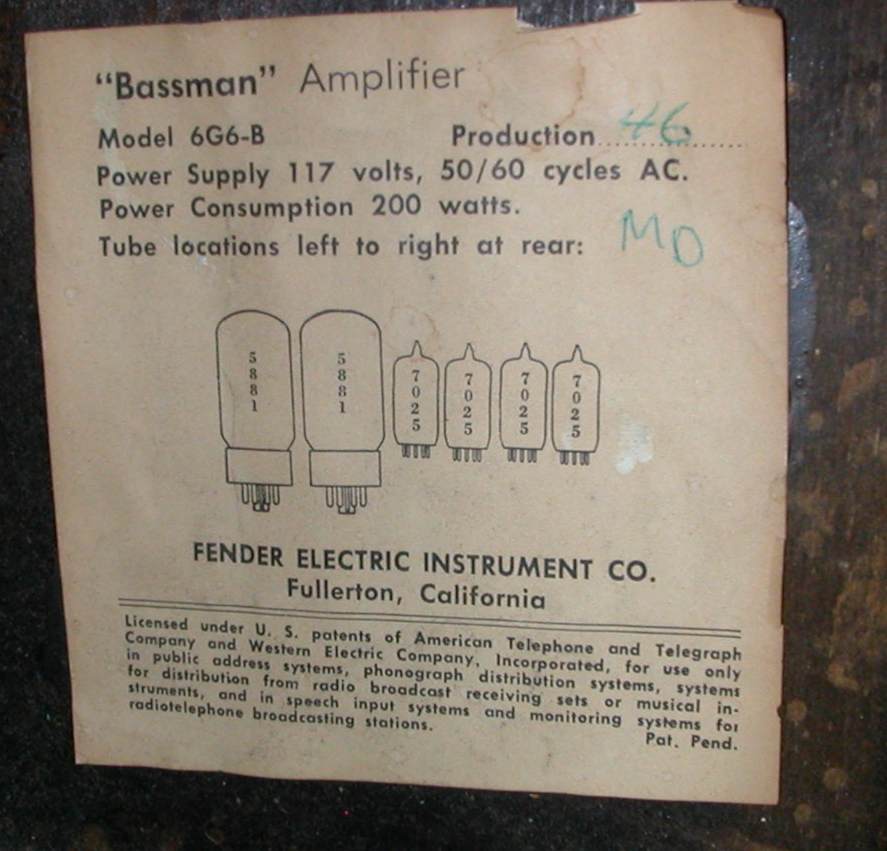 “Bassman” Amplifier
Model 6G6-B Production....46....
Power Supply 117 volts, 50/60 cycles AC.
Power Consumption 200 watts.
Tube locations left to right at rear: MD
5881 5881 7025 7025 7025 7025
FENDER ELECTRIC INSTRUMENT CO.
Fullerton, California
Licensed under U. S. patents of American Telephone and Telegraph
Company and Western Electric Company, Incorporated, for use only
in public address systems, phonograph distribution systems, systems
for distribution from radio broadcast receiving sets or musical in-
struments, and in speech input systems and monitoring systems for
radiotelephone broadcasting stations.
Pat. Pend.